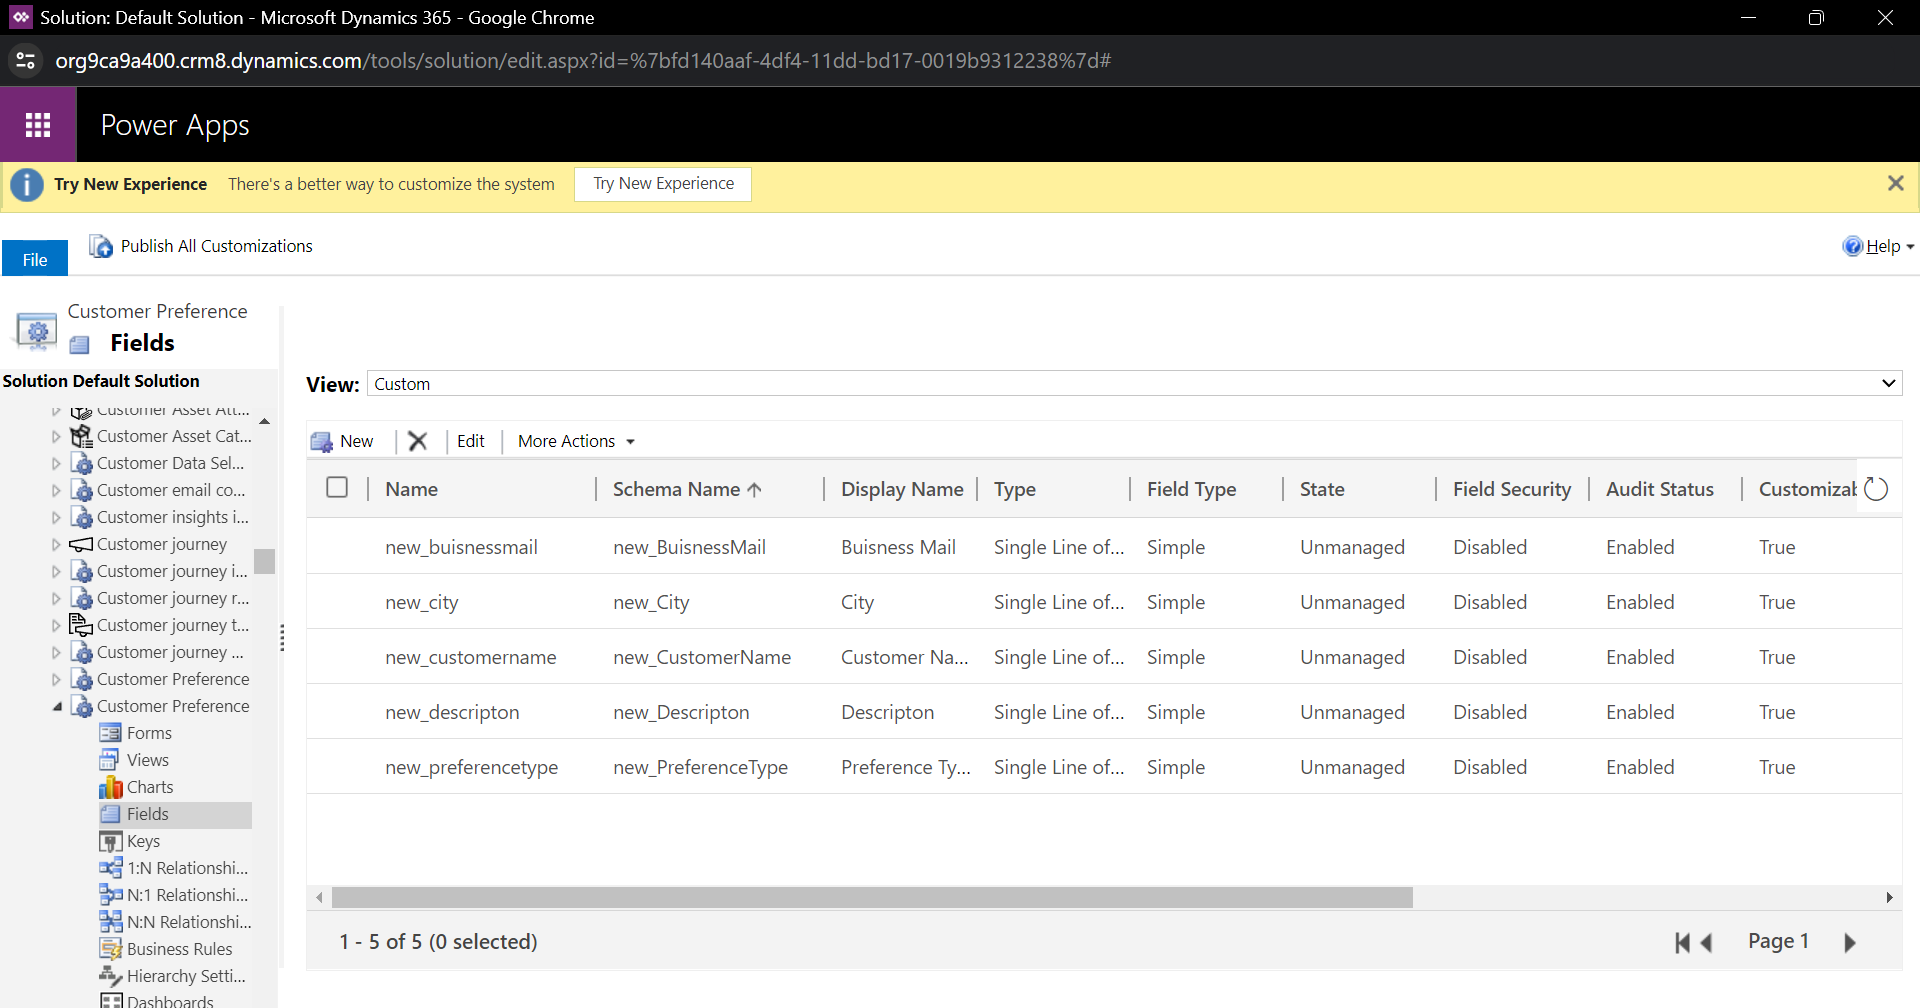 Solution: Default Solution - Microsoft Dynamics 365 - Google Chrome
org9ca9a400.crm8.dynamics.com/tools/solution/edit.aspx?id=%7bfd140aaf-4df4-11dd-bd17-0019b9312238%7d#
Power Apps
Try New Experience There's a better way to customize the system Try New Experience
File Publish All Customizations Help
Customer Preference
Fields
Solution Default Solution
Customer Asset Att...
Customer Asset Cat...
Customer Data Sel...
Customer email co...
Customer insights i...
Customer journey
Customer journey i...
Customer journey r...
Customer journey t...
Customer journey ...
Customer Preference
Customer Preference
Forms
Views
Charts
Fields
Keys
1:N Relationshi...
N:1 Relationshi...
N:N Relationshi...
Business Rules
Hierarchy Setti...
Dashboards
View: Custom
New Edit More Actions
Name Schema Name Display Name Type Field Type State Field Security Audit Status Customizab
new_buisnessmail new_BuisnessMail Buisness Mail Single Line of... Simple Unmanaged Disabled Enabled True
new_city new_City City Single Line of... Simple Unmanaged Disabled Enabled True
new_customername new_CustomerName Customer Na... Single Line of... Simple Unmanaged Disabled Enabled True
new_descripton new_Descripton Descripton Single Line of... Simple Unmanaged Disabled Enabled True
new_preferencetype new_PreferenceType Preference Ty... Single Line of... Simple Unmanaged Disabled Enabled True
1 - 5 of 5 (0 selected) Page 1